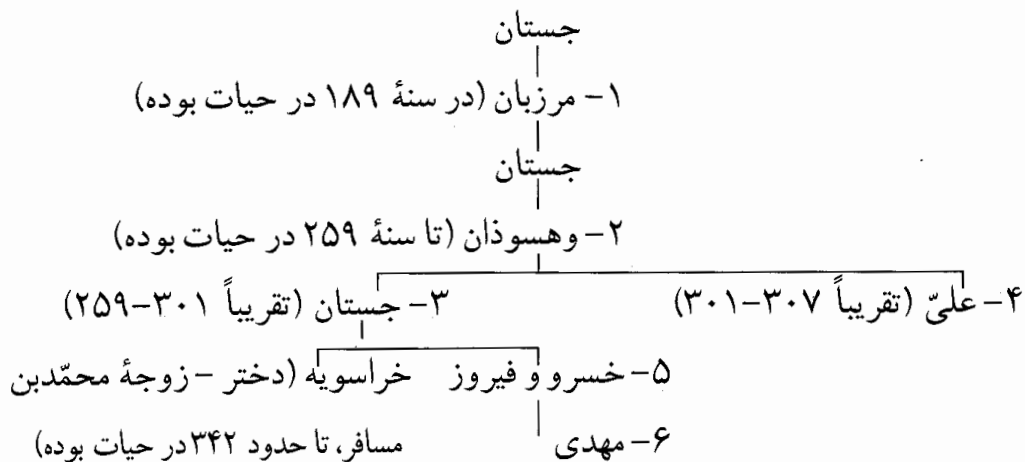 جستان
۱- مرزبان (در سنهٔ ۱۸۹ در حیات بوده)
جستان
۲- وهسوذان (تا سنهٔ ۲۵۹ در حیات بوده)
۴- علیّ (تقریباً ۳۰۷-۳۰۱) ۳- جستان (تقریباً ۳۰۱-۲۵۹)
۵- خسرو و فیروز خراسویه (دختر - زوجهٔ محمّدبن
۶- مهدی مسافر، تا حدود ۳۴۲ در حیات بوده)